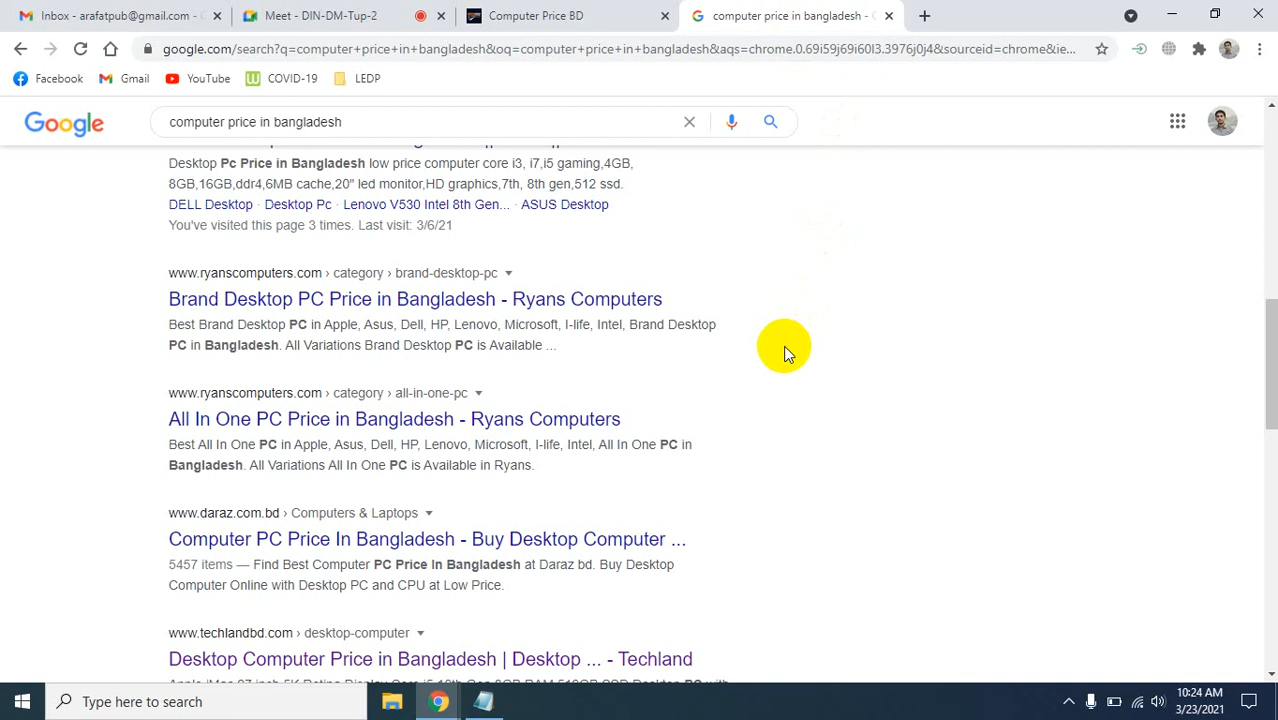 Inbox - arafatpub@gmail.com - G
Meet - DIN-DM-Tup-2
Computer Price BD
computer price in bangladesh - G
google.com/search?q=computer+price+in+bangladesh&oq=computer+price+in+bangladesh&aqs=chrome.0.69i59j69i60l3.3976j0j4&sourceid=chrome&ie...
Facebook
Gmail
YouTube
COVID-19
LEDP
Google
computer price in bangladesh
Desktop Pc Price in Bangladesh low price computer core i3, i7,i5 gaming,4GB,
8GB,16GB,ddr4,6MB cache,20" led monitor,HD graphics,7th, 8th gen,512 ssd.
DELL Desktop · Desktop Pc · Lenovo V530 Intel 8th Gen... · ASUS Desktop
You've visited this page 3 times. Last visit: 3/6/21
www.ryanscomputers.com › category › brand-desktop-pc
Brand Desktop PC Price in Bangladesh - Ryans Computers
Best Brand Desktop PC in Apple, Asus, Dell, HP, Lenovo, Microsoft, I-life, Intel, Brand Desktop
PC in Bangladesh. All Variations Brand Desktop PC is Available ...
www.ryanscomputers.com › category › all-in-one-pc
All In One PC Price in Bangladesh - Ryans Computers
Best All In One PC in Apple, Asus, Dell, HP, Lenovo, Microsoft, I-life, Intel, All In One PC in
Bangladesh. All Variations All In One PC is Available in Ryans.
www.daraz.com.bd › Computers & Laptops
Computer PC Price In Bangladesh - Buy Desktop Computer ...
5457 items — Find Best Computer PC Price In Bangladesh at Daraz bd. Buy Desktop
Computer Online with Desktop PC and CPU at Low Price.
www.techlandbd.com › desktop-computer
Desktop Computer Price in Bangladesh | Desktop ... - Techland
Type here to search
10:24 AM
3/23/2021